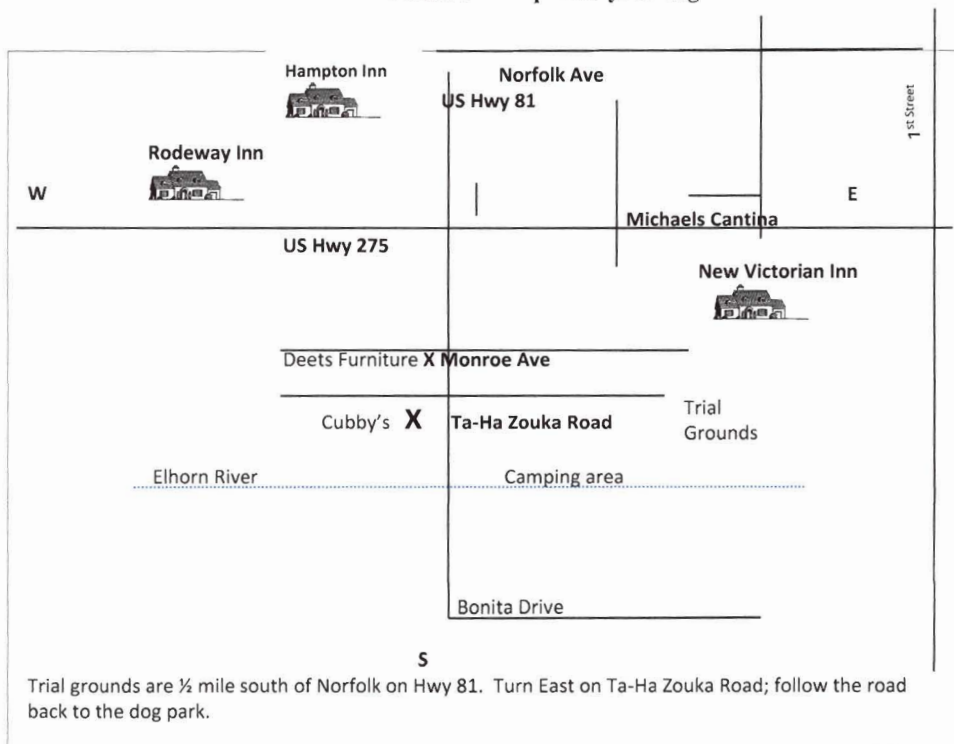 Hampton Inn
Norfolk Ave
US Hwy 81
1st Street
Rodeway Inn
W
E
Michaels Cantina
US Hwy 275
New Victorian Inn
Deets Furniture X Monroe Ave
Cubby's X Ta-Ha Zouka Road
Trial
Grounds
Elhorn River
Camping area
Bonita Drive
S
Trial grounds are ½ mile south of Norfolk on Hwy 81. Turn East on Ta-Ha Zouka Road; follow the road
back to the dog park.